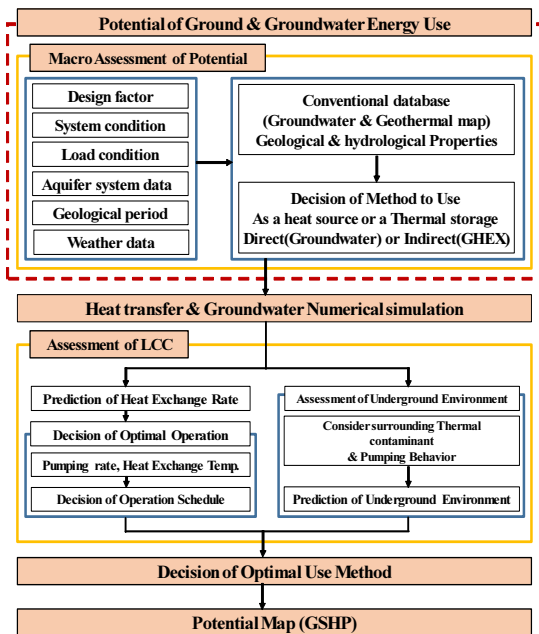 Potential of Ground & Groundwater Energy Use
Macro Assessment of Potential
Design factor
System condition
Load condition
Aquifer system data
Geological period
Weather data
Conventional database
(Groundwater & Geothermal map)
Geological & hydrological Properties
Decision of Method to Use
As a heat source or a Thermal storage
Direct(Groundwater) or Indirect(GHEX)
Heat transfer & Groundwater Numerical simulation
Assessment of LCC
Prediction of Heat Exchange Rate
Decision of Optimal Operation
Pumping rate, Heat Exchange Temp.
Decision of Operation Schedule
Assessment of Underground Environment
Consider surrounding Thermal
contaminant
& Pumping Behavior
Prediction of Underground Environment
Decision of Optimal Use Method
Potential Map (GSHP)